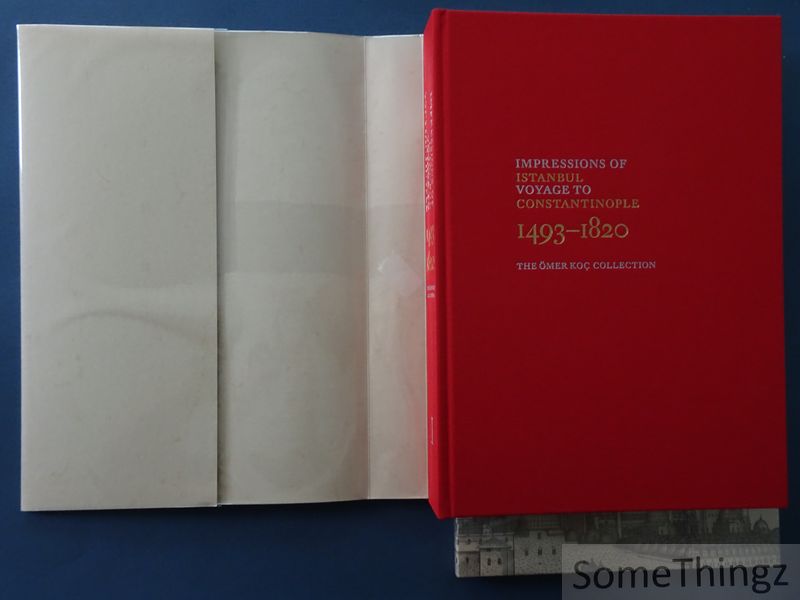 IMPRESSIONS OF
ISTANBUL
VOYAGE TO
CONSTANTINOPLE
1493–1820
THE ÖMER KOÇ COLLECTION
SomeThingz